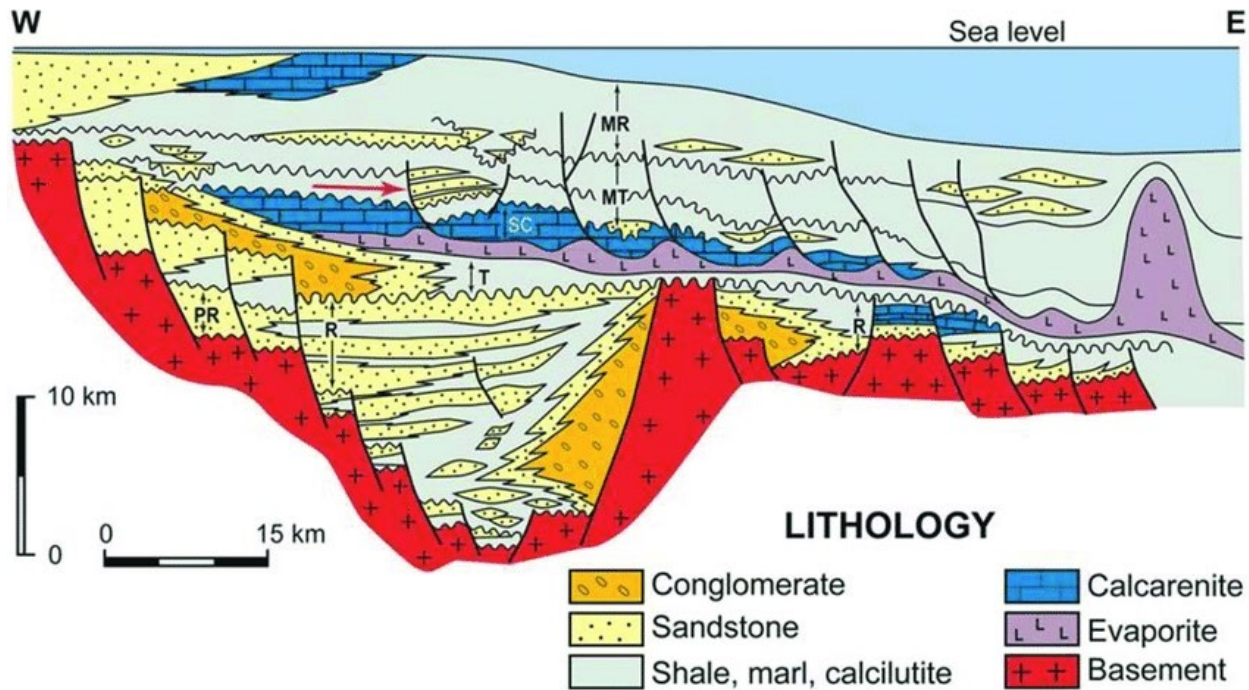 W
E
Sea level
MR
MT
SC
T
PR
R
R
10 km
0
0
15 km
LITHOLOGY
Conglomerate
Calcarenite
Sandstone
Evaporite
Shale, marl, calcilutite
Basement